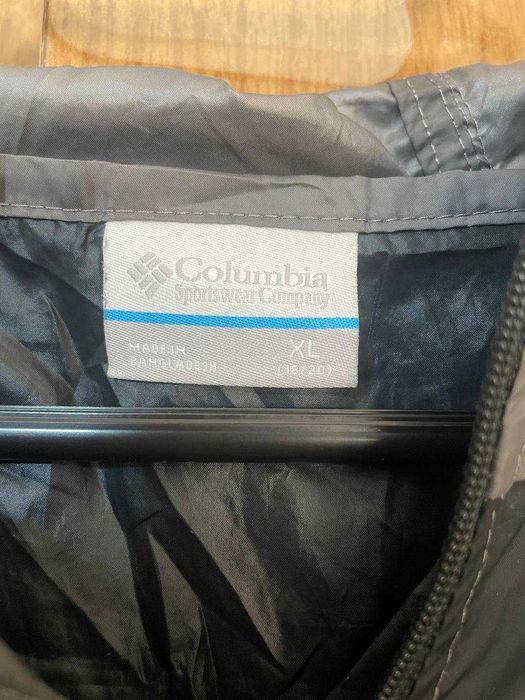 Columbia
Sportswear Company
MADE IN
BANGLADESH
XL
(18/20)